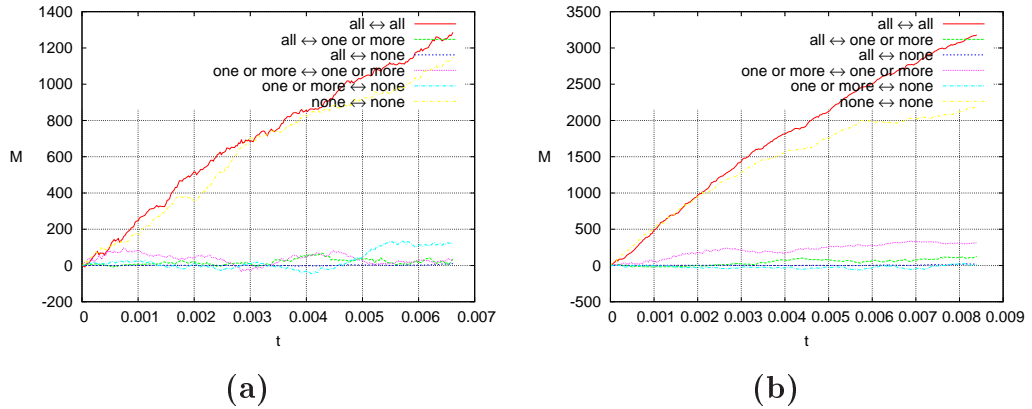 1400
1200
1000
800
600
400
200
0
-200
M
0 0.001 0.002 0.003 0.004 0.005 0.006 0.007
t
all ↔ all
all ↔ one or more
all ↔ none
one or more ↔ one or more
one or more ↔ none
none ↔ none
(a)
3500
3000
2500
2000
1500
1000
500
0
-500
M
0 0.001 0.002 0.003 0.004 0.005 0.006 0.007 0.008 0.009
t
all ↔ all
all ↔ one or more
all ↔ none
one or more ↔ one or more
one or more ↔ none
none ↔ none
(b)